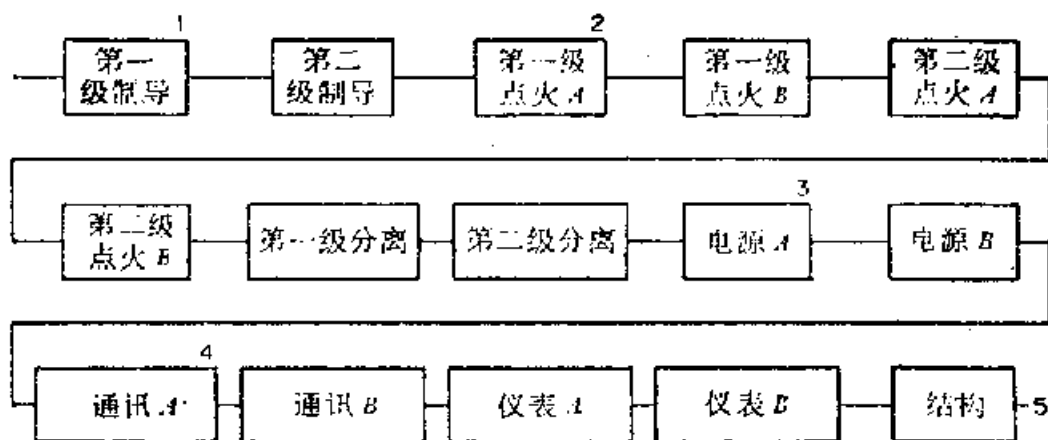 1
第一
级制导
第二
级制导
2
第一级
点火 A
第一级
点火 B
第二级
点火 A
第二级
点火 B
第一级分离
第二级分离
3
电源 A
电源 B
4
通讯 A
通讯 B
仪表 A
仪表 B
结构
5